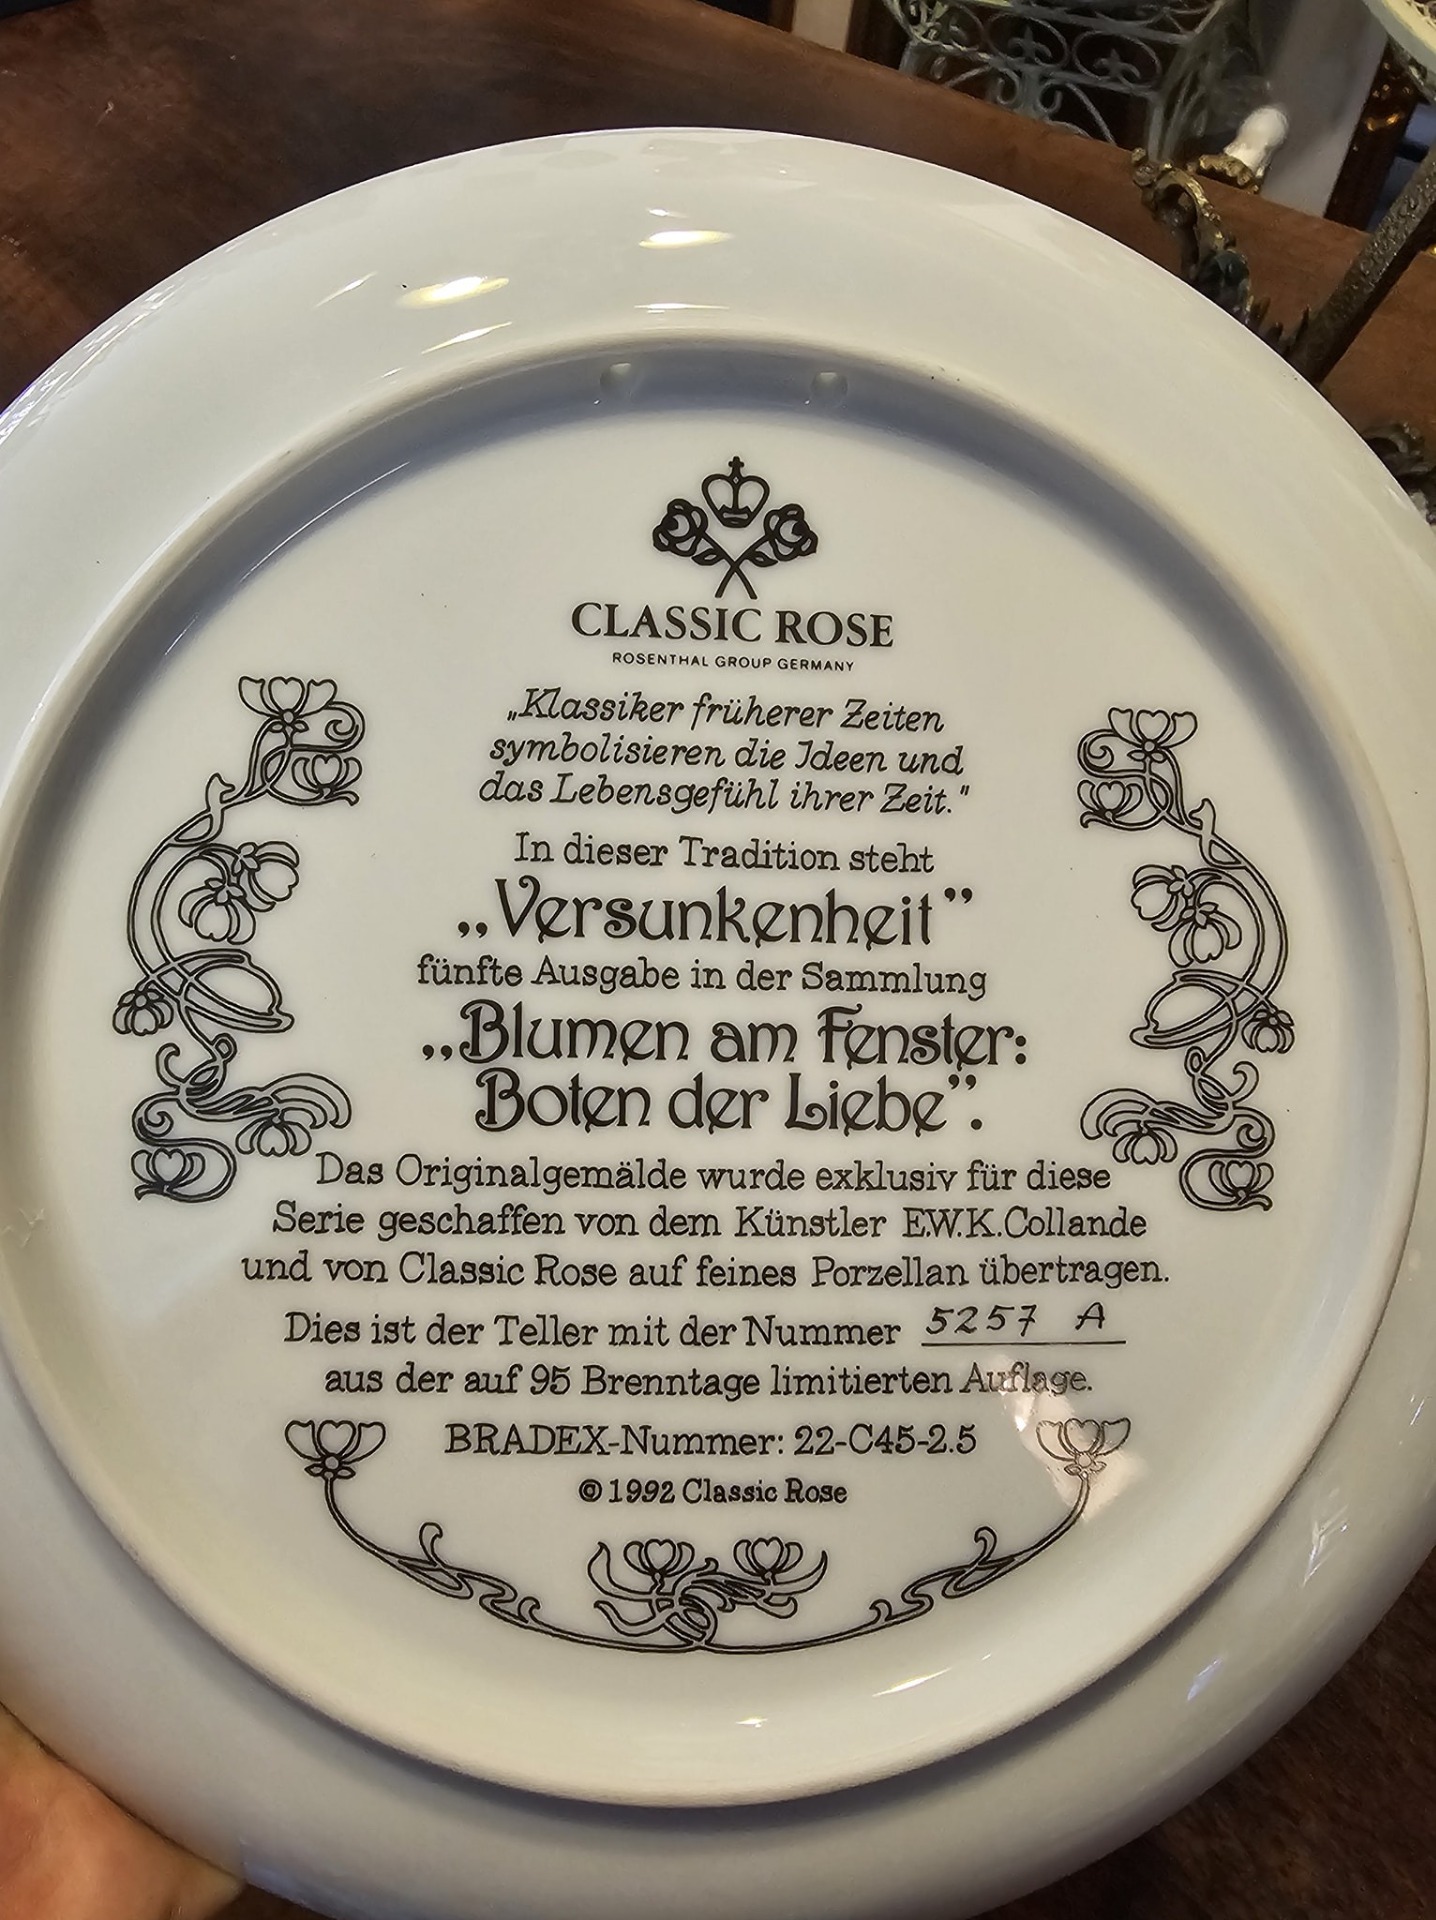 CLASSIC ROSE
ROSENTHAL GROUP GERMANY
„Klassiker früherer Zeiten
symbolisieren die Ideen und
das Lebensgefühl ihrer Zeit."
In dieser Tradition steht
„Versunkenheit”
fünfte Ausgabe in der Sammlung
„Blumen am Fenster:
Boten der Liebe”.
Das Originalgemälde wurde exklusiv für diese
Serie geschaffen von dem Künstler E.W.K.Collande
und von Classic Rose auf feines Porzellan übertragen.
Dies ist der Teller mit der Nummer 5257 A
aus der auf 95 Brenntage limitierten Auflage.
BRADEX-Nummer: 22-C45-2.5
© 1992 Classic Rose